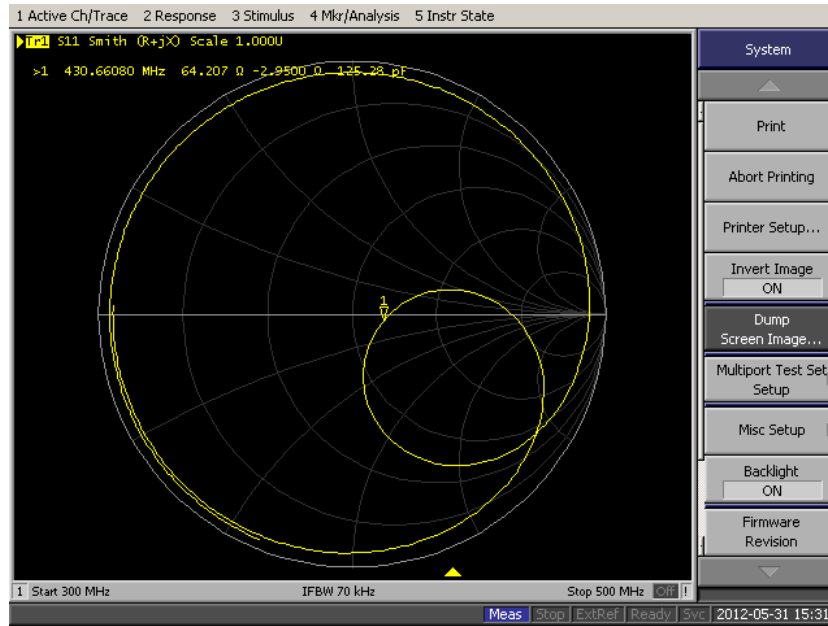 1 Active Ch/Trace 2 Response 3 Stimulus 4 Mkr/Analysis 5 Instr State
Tr1 S11 Smith (R+jX) Scale 1.000U
>1 430.66080 MHz 64.207 Ω -2.9500 Ω 125.28 pF
1
System
Print
Abort Printing
Printer Setup...
Invert Image
ON
Dump
Screen Image...
Multiport Test Set
Setup
Misc Setup
Backlight
ON
Firmware
Revision
1 Start 300 MHz IFBW 70 kHz Stop 500 MHz Off !
Meas Stop ExtRef Ready Svc 2012-05-31 15:31